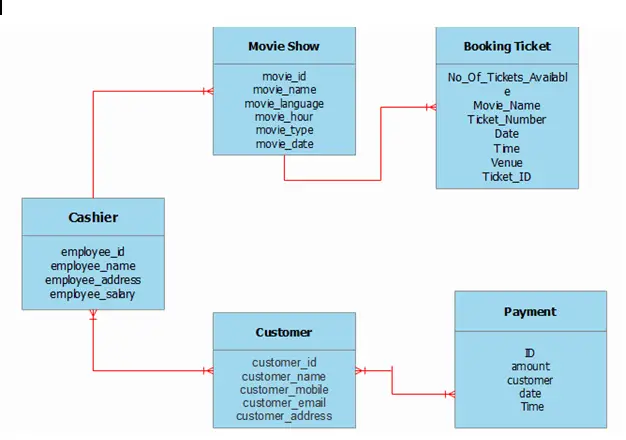 Movie Show
movie_id
movie_name
movie_language
movie_hour
movie_type
movie_date
Booking Ticket
No_Of_Tickets_Availabl
e
Movie_Name
Ticket_Number
Date
Time
Venue
Ticket_ID
Cashier
employee_id
employee_name
employee_address
employee_salary
Customer
customer_id
customer_name
customer_mobile
customer_email
customer_address
Payment
ID
amount
customer
date
Time